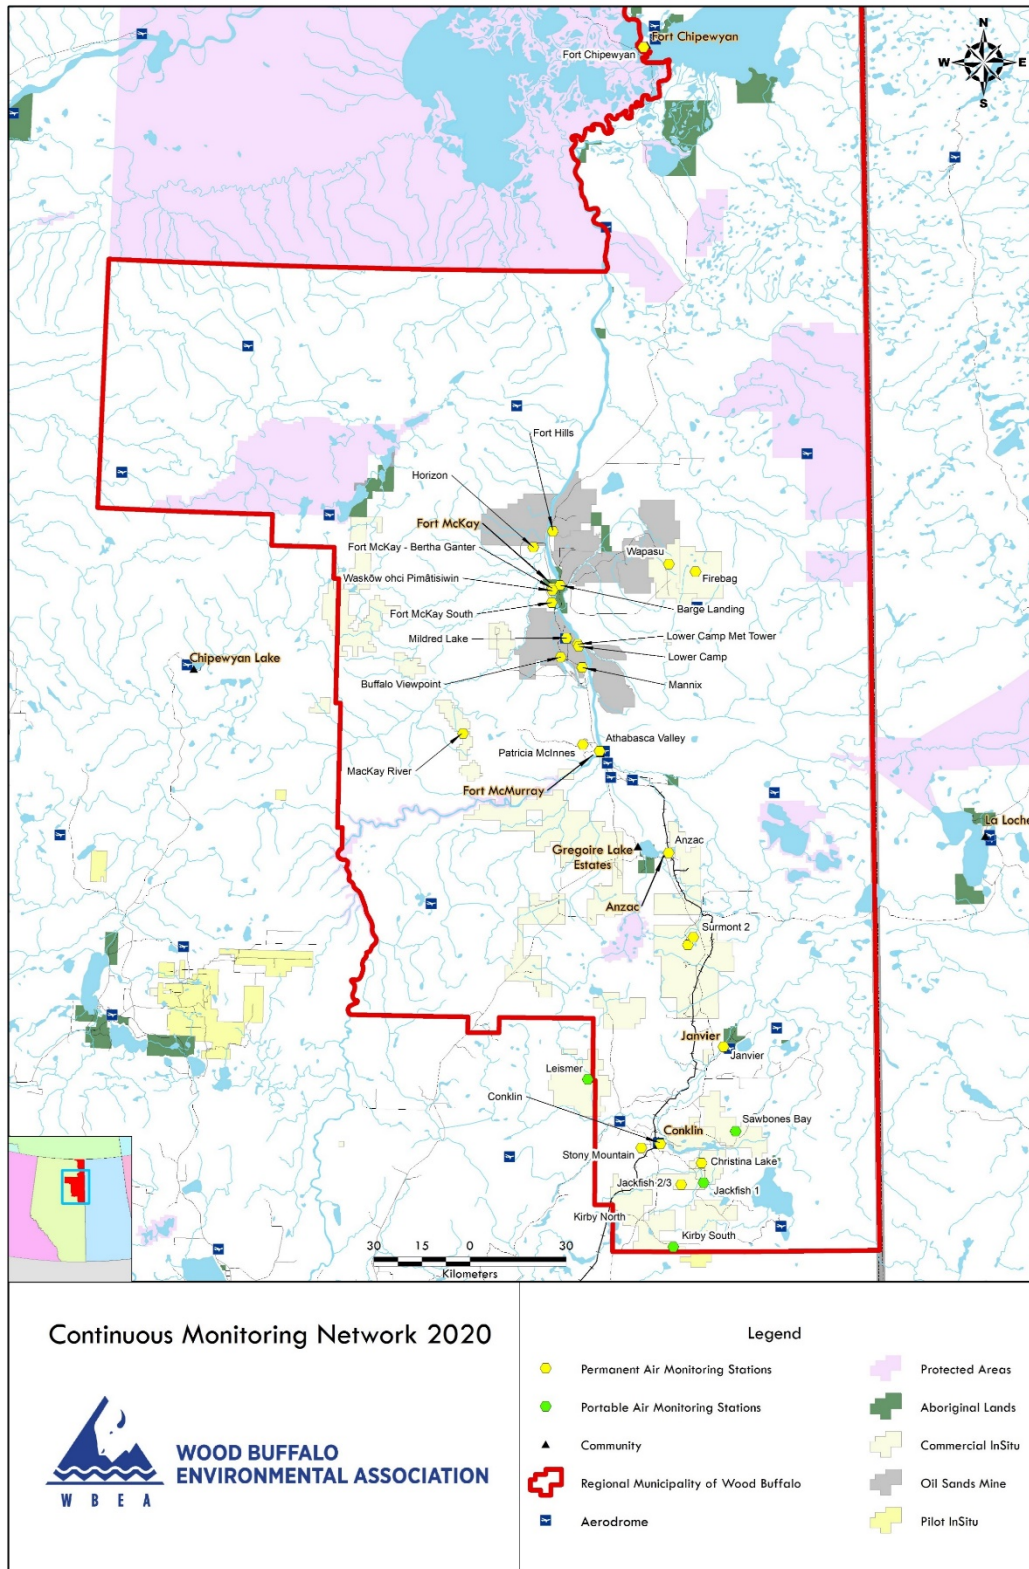 N
W E
S
Fort Chipewyan
Fort Chipewyan
Fort Hills
Horizon
Fort McKay
Fort McKay - Bertha Ganter
Waskōw ohci Pimâtisiwin
Fort McKay South
Mildred Lake
Buffalo Viewpoint
Wapasu
Firebag
Barge Landing
Lower Camp Met Tower
Lower Camp
Mannix
Chipewyan Lake
MacKay River
Patricia McInnes
Athabasca Valley
Fort McMurray
La Loche
Gregoire Lake
Estates
Anzac
Anzac
Surmont 2
Janvier
Janvier
Leismer
Conklin
Conklin
Sawbones Bay
Stony Mountain
Christina Lake
Jackfish 2/3
Jackfish 1
Kirby North
Kirby South
30 15 0 30
Kilometers
Continuous Monitoring Network 2020
WOOD BUFFALO
ENVIRONMENTAL ASSOCIATION
W B E A
Legend
Permanent Air Monitoring Stations
Portable Air Monitoring Stations
Community
Regional Municipality of Wood Buffalo
Aerodrome
Protected Areas
Aboriginal Lands
Commercial InSitu
Oil Sands Mine
Pilot InSitu